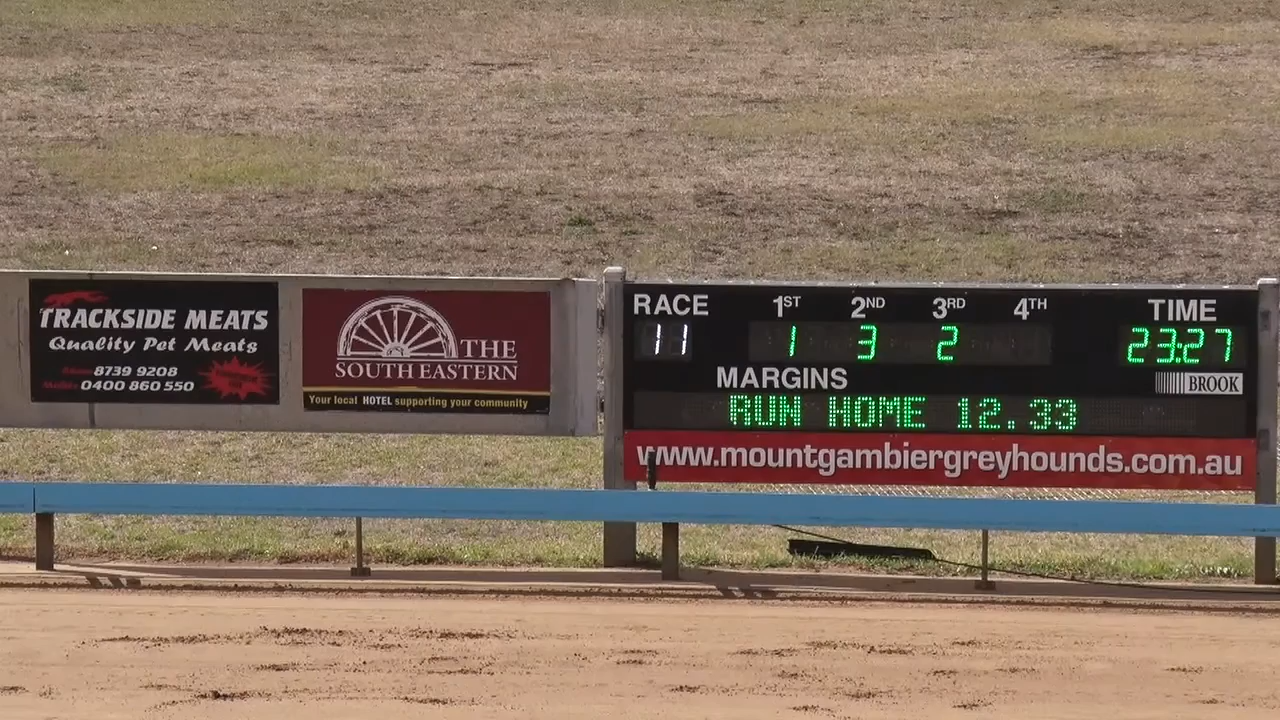 TRACKSIDE MEATS
Quality Pet Meats
8739 9208
0400 860 550
THE
SOUTH EASTERN
Your local HOTEL supporting your community
RACE 1ST 2ND 3RD 4TH TIME
11 1 3 2 23:27
MARGINS BROOK
RUN HOME 12.33
www.mountgambiergreyhounds.com.au